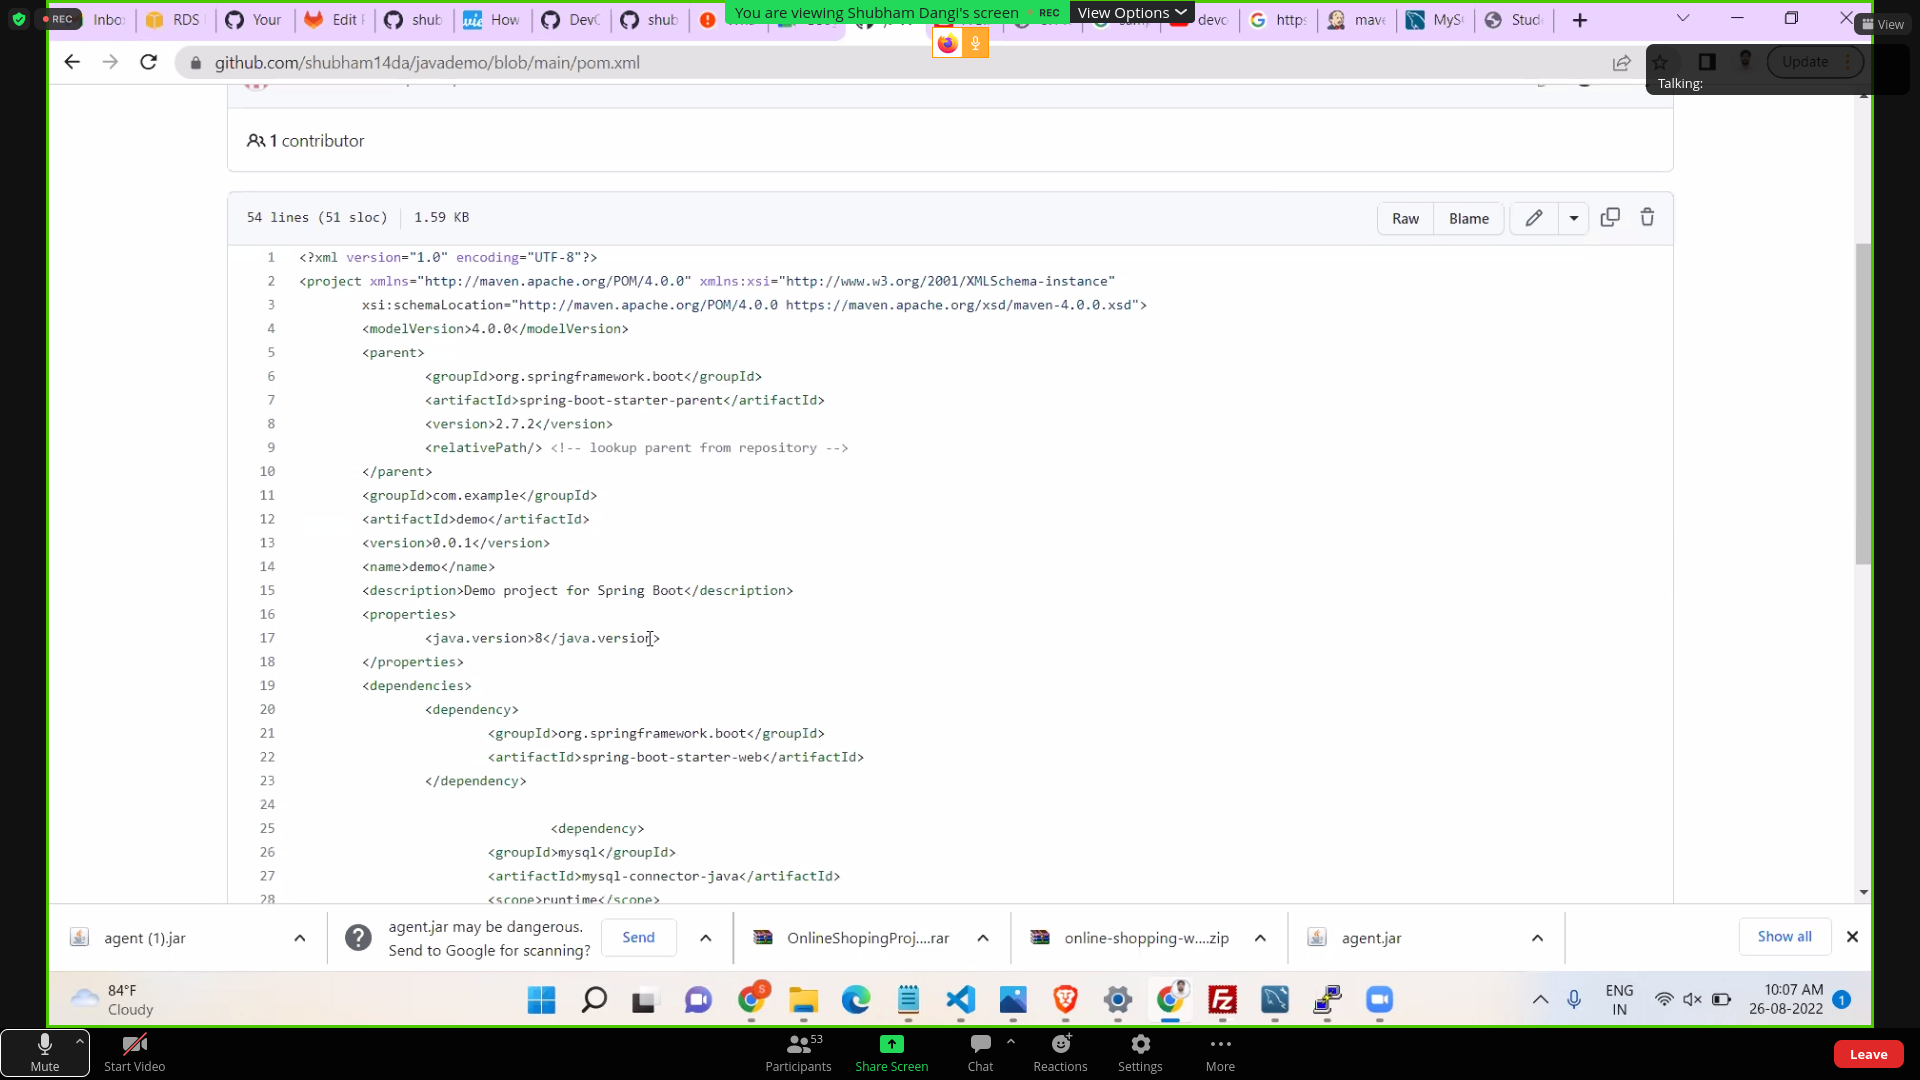 REC
Inbo
RDS
Your
Edit
shub
How
Dev
shub
You are viewing Shubham Dangi's screen
REC
View Options
devo
https
mave
MyS
Stud
View
github.com/shubham14da/javademo/blob/main/pom.xml
Update
Talking:
1 contributor
54 lines (51 sloc) 1.59 KB
Raw Blame
1 <?xml version="1.0" encoding="UTF-8"?>
2 <project xmlns="http://maven.apache.org/POM/4.0.0" xmlns:xsi="http://www.w3.org/2001/XMLSchema-instance"
3 xsi:schemaLocation="http://maven.apache.org/POM/4.0.0 https://maven.apache.org/xsd/maven-4.0.0.xsd">
4 <modelVersion>4.0.0</modelVersion>
5 <parent>
6 <groupId>org.springframework.boot</groupId>
7 <artifactId>spring-boot-starter-parent</artifactId>
8 <version>2.7.2</version>
9 <relativePath/> <!-- lookup parent from repository -->
10 </parent>
11 <groupId>com.example</groupId>
12 <artifactId>demo</artifactId>
13 <version>0.0.1</version>
14 <name>demo</name>
15 <description>Demo project for Spring Boot</description>
16 <properties>
17 <java.version>8</java.version>
18 </properties>
19 <dependencies>
20 <dependency>
21 <groupId>org.springframework.boot</groupId>
22 <artifactId>spring-boot-starter-web</artifactId>
23 </dependency>
24
25 <dependency>
26 <groupId>mysql</groupId>
27 <artifactId>mysql-connector-java</artifactId>
28 <scope>runtime</scope>
agent (1).jar
agent.jar may be dangerous.
Send to Google for scanning?
Send
OnlineShopingProj....rar
online-shopping-w....zip
agent.jar
Show all
84°F
Cloudy
ENG
IN
10:07 AM
26-08-2022
1
Mute
Start Video
53
Participants
Share Screen
Chat
Reactions
Settings
More
Leave